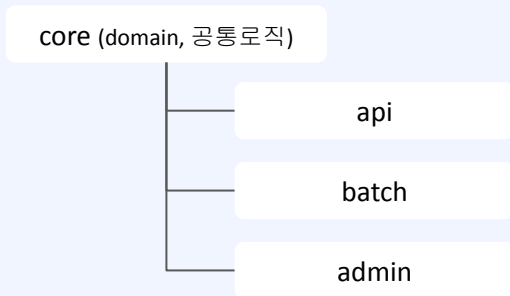 core (domain, 공통로직)
api
batch
admin